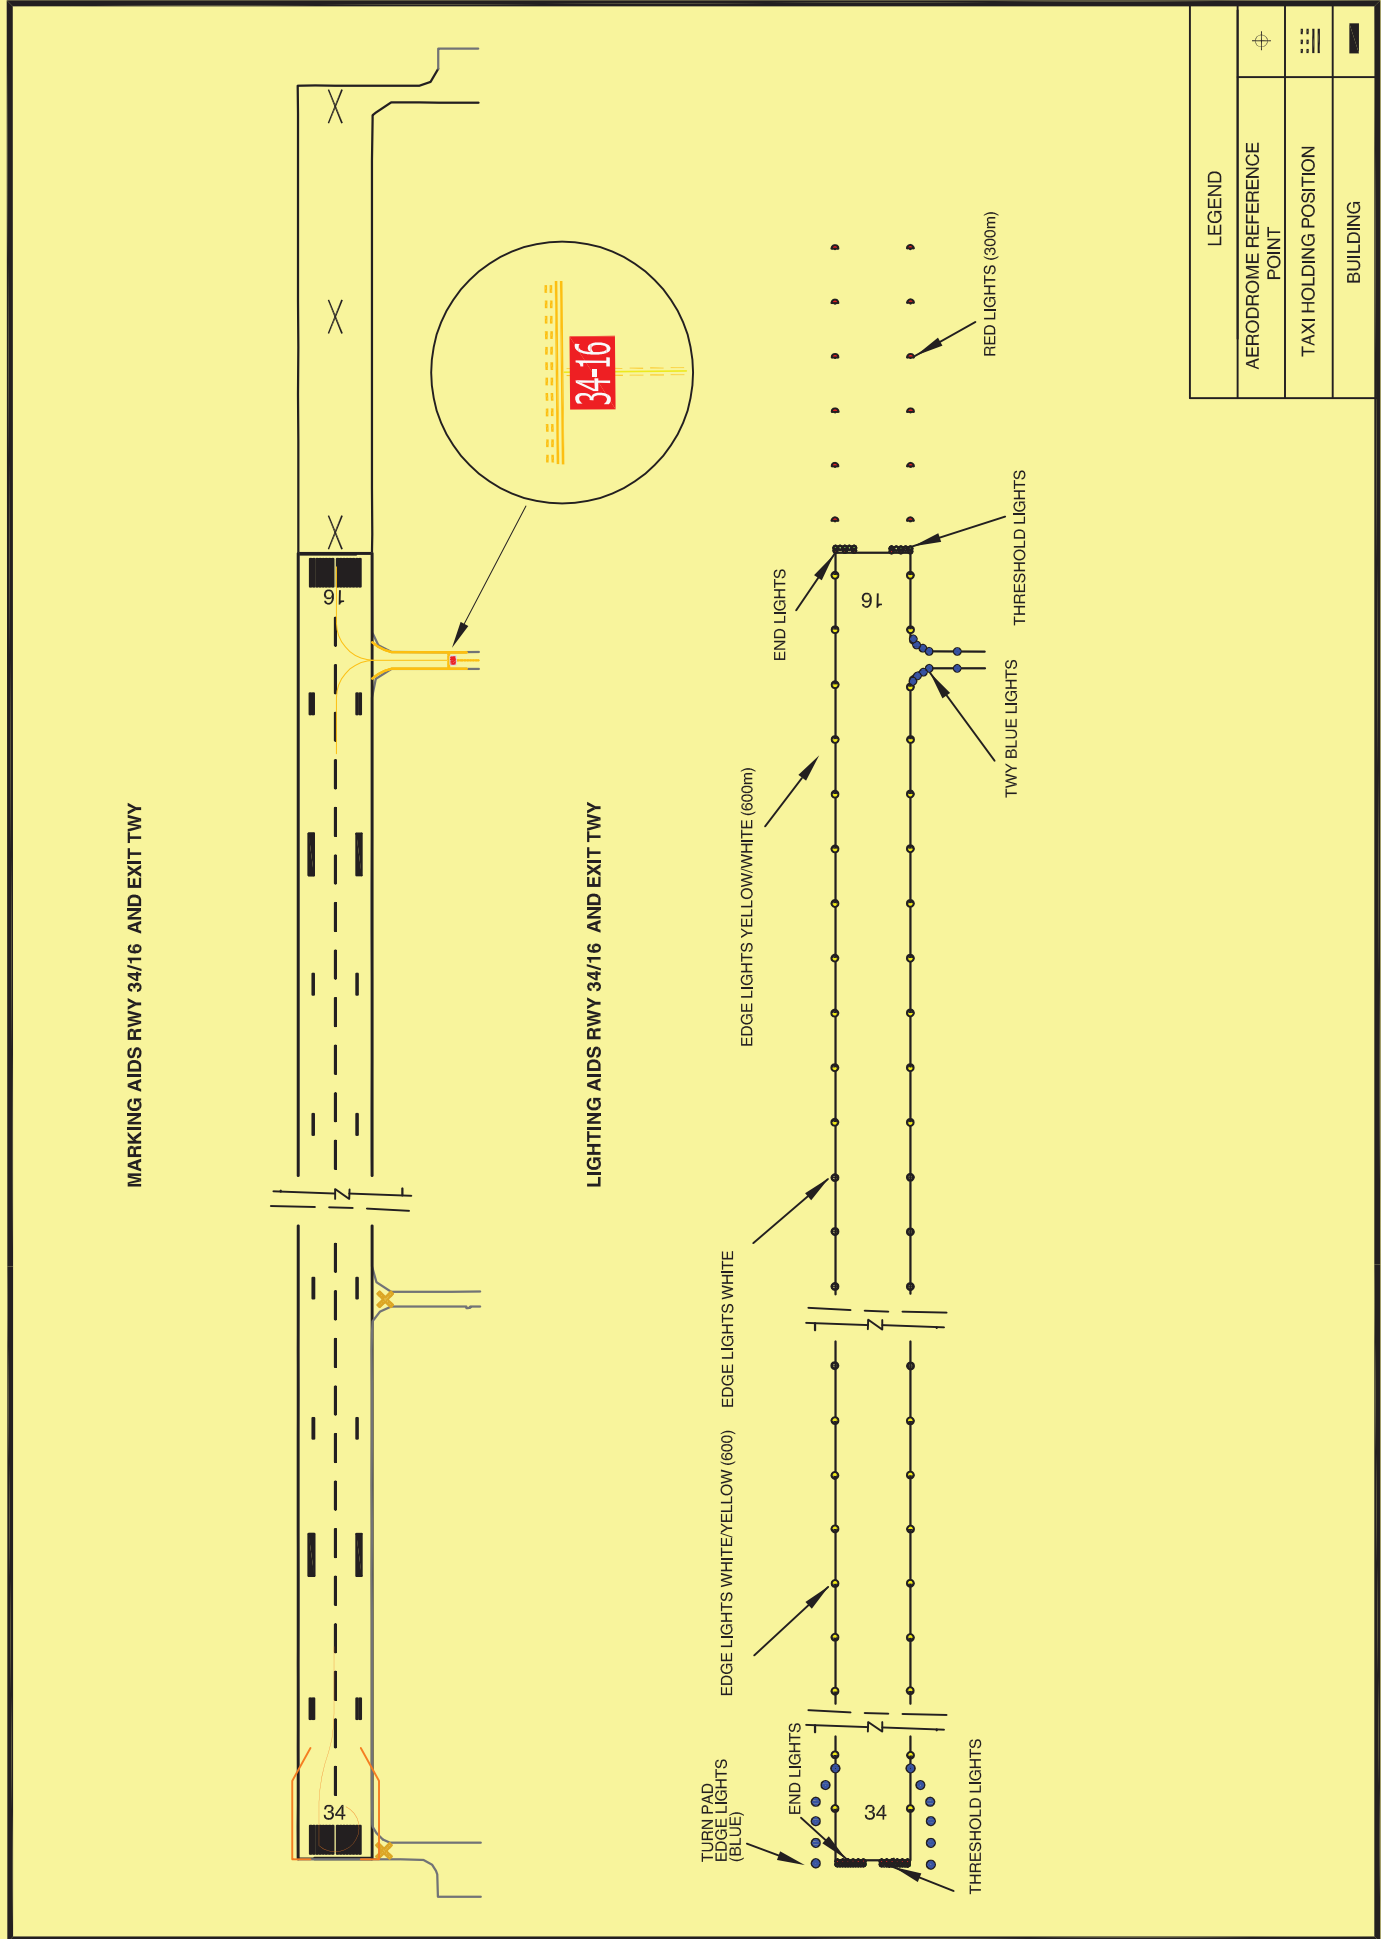 MARKING AIDS RWY 34/16 AND EXIT TWY
34
16
34-16
LIGHTING AIDS RWY 34/16 AND EXIT TWY
TURN PAD
EDGE LIGHTS
(BLUE)
END LIGHTS
EDGE LIGHTS WHITE/YELLOW (600)
EDGE LIGHTS WHITE
EDGE LIGHTS YELLOW/WHITE (600m)
END LIGHTS
34
16
THRESHOLD LIGHTS
TWY BLUE LIGHTS
THRESHOLD LIGHTS
RED LIGHTS (300m)
LEGEND
AERODROME REFERENCE
POINT
TAXI HOLDING POSITION
BUILDING